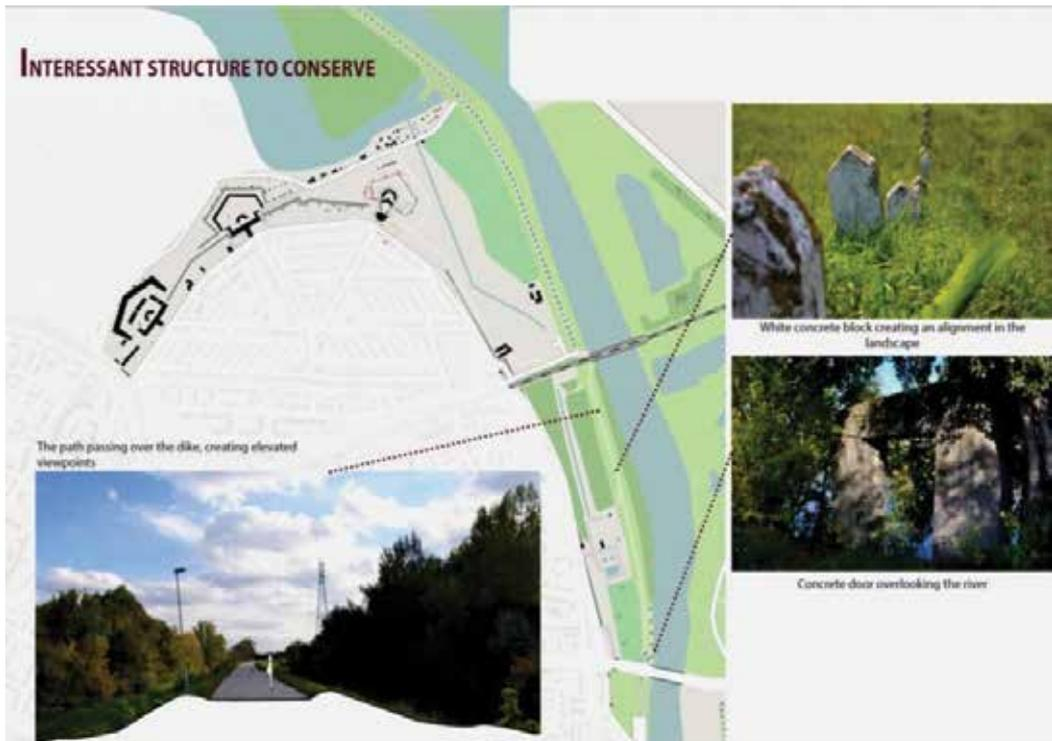 INTERESSANT STRUCTURE TO CONSERVE
White concrete block creating an alignment in the
landscape
The path passing over the dike, creating elevated
viewpoints
Concrete door overlooking the river